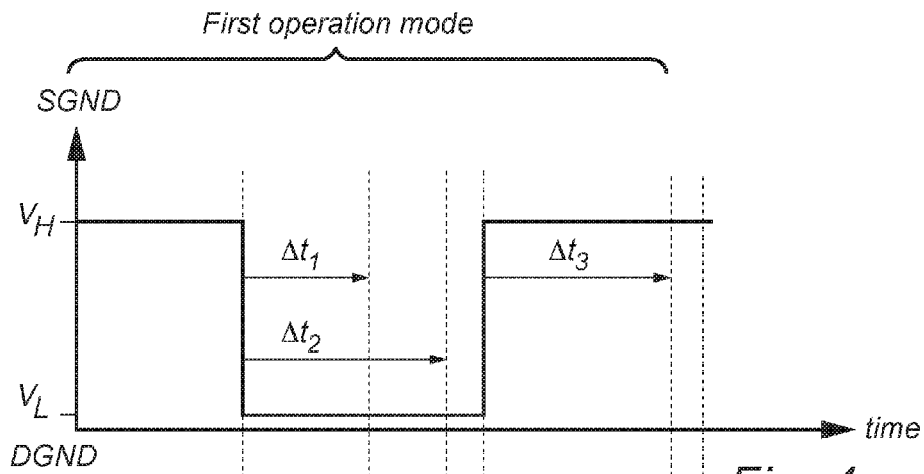 First operation mode
SGND
V_H
Δt_1
Δt_3
Δt_2
V_L
time
DGND